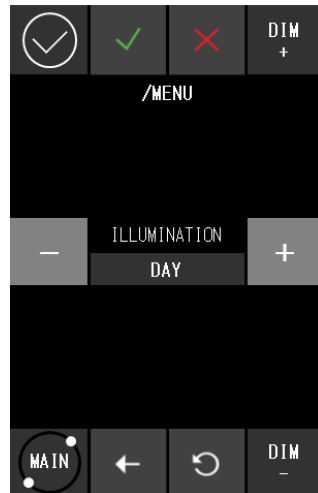 DIM
+
/MENU
ILLUMINATION
− DAY +
MAIN
DIM
−